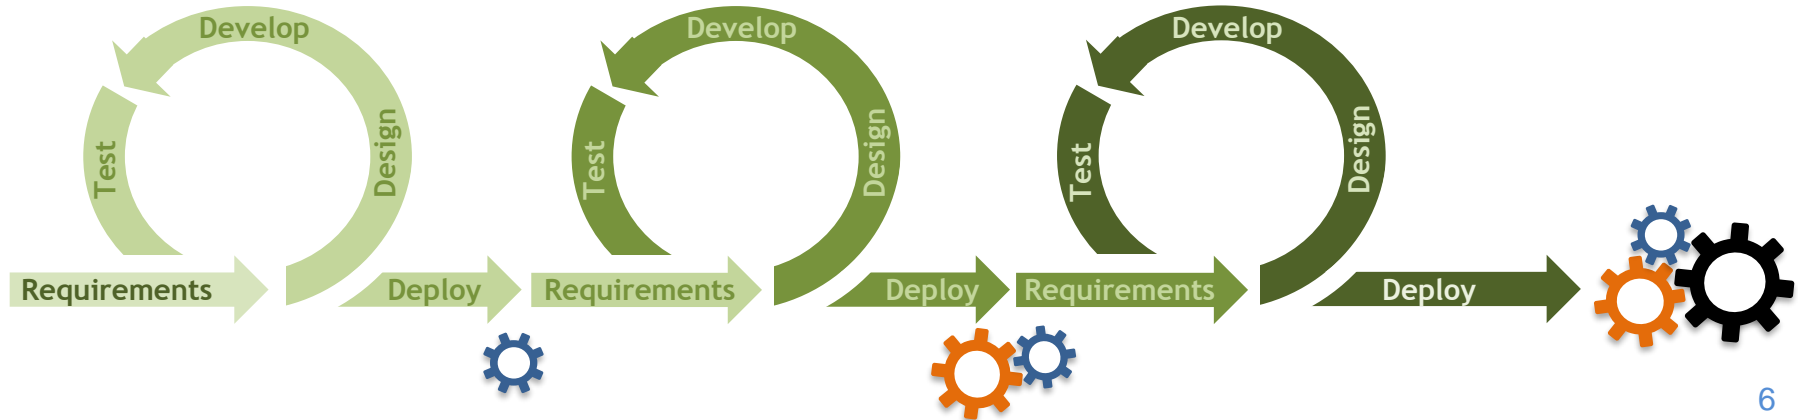 Develop
Design
Test
Requirements
Deploy
Develop
Design
Test
Requirements
Deploy
Develop
Design
Test
Requirements
Deploy
6